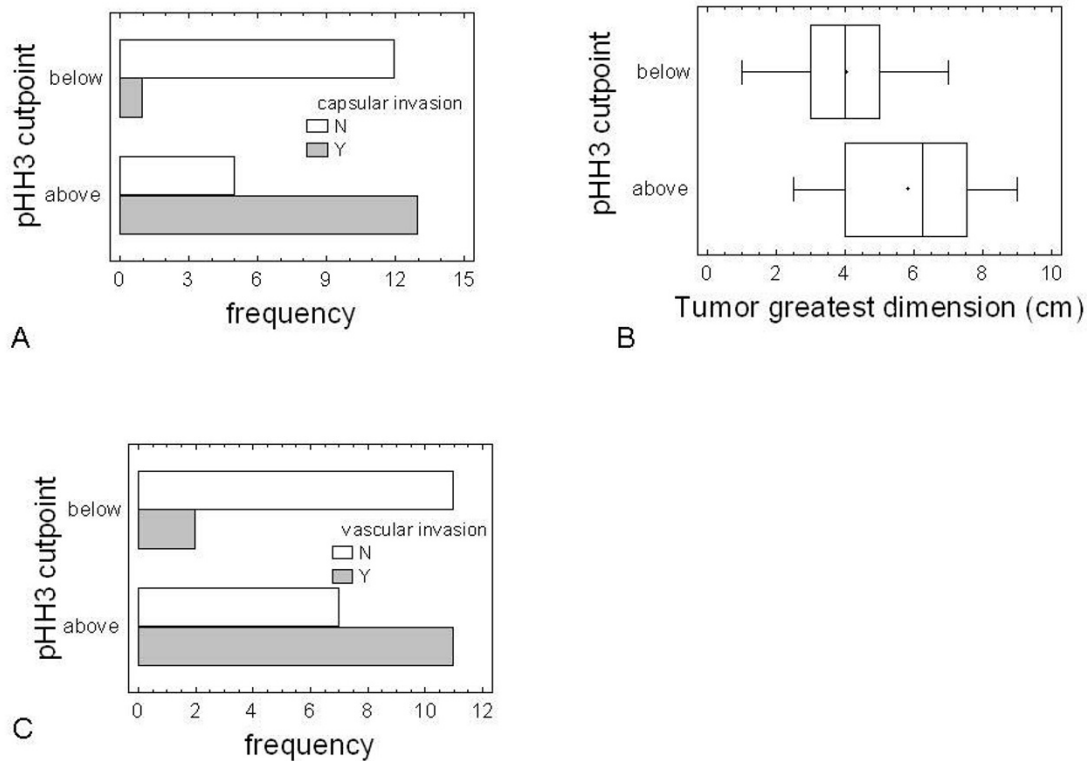 pHH3 cutpoint
below
above
capsular invasion
N
Y
0 3 6 9 12 15
frequency
A
pHH3 cutpoint
below
above
0 2 4 6 8 10
Tumor greatest dimension (cm)
B
pHH3 cutpoint
below
above
vascular invasion
N
Y
0 2 4 6 8 10 12
frequency
C